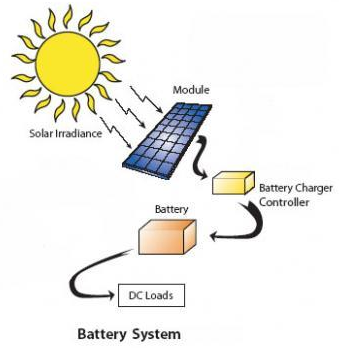 Module
Solar Irradiance
Battery Charger
Controller
Battery
DC Loads
Battery System